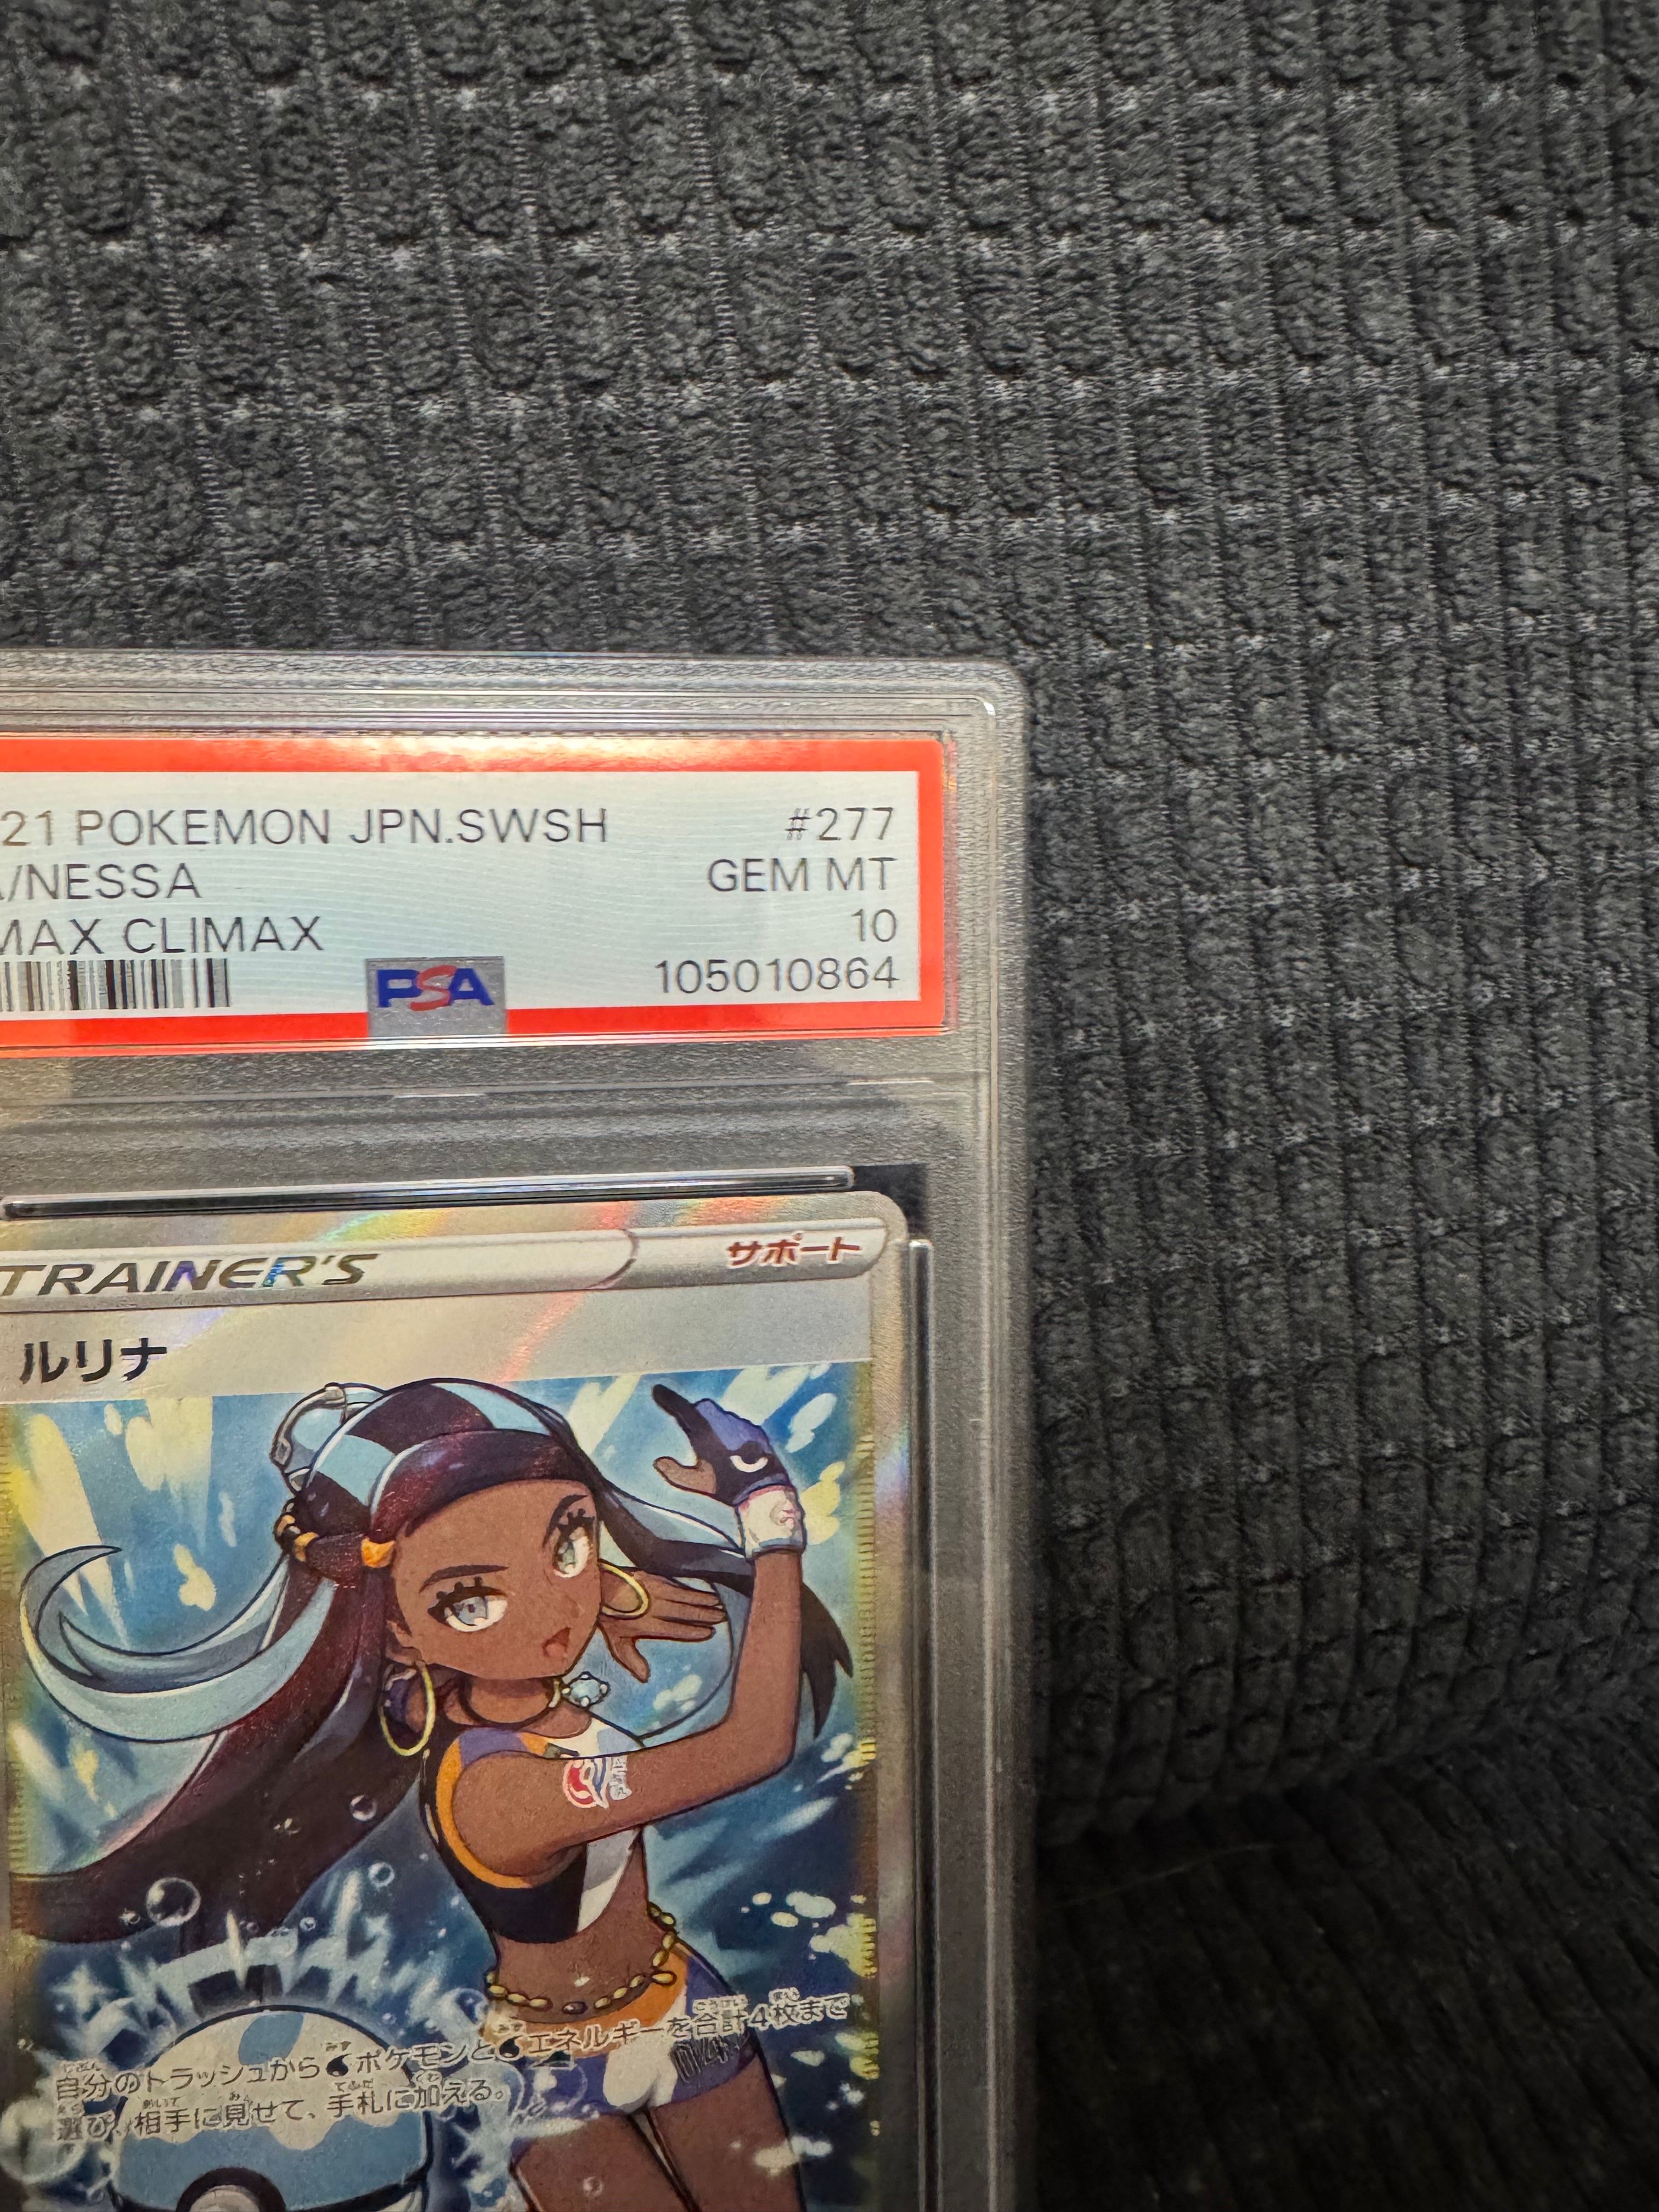 21 POKEMON JPN.SWSH #277
/NESSA GEM MT
MAX CLIMAX 10
PSA 105010864
TRAINER'S サポート
ルリナ
自分のトラッシュからポケモンとエネルギーを合計4枚まで
選び、相手に見せて、手札に加える。